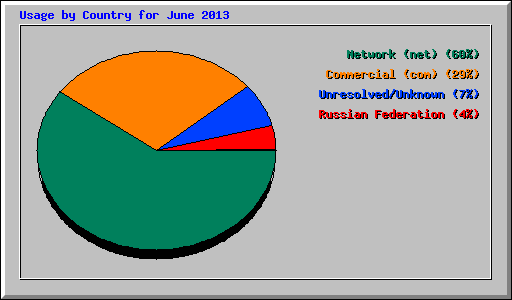 Usage by Country for June 2013
Network (net) (60%)
Commercial (com) (29%)
Unresolved/Unknown (7%)
Russian Federation (4%)